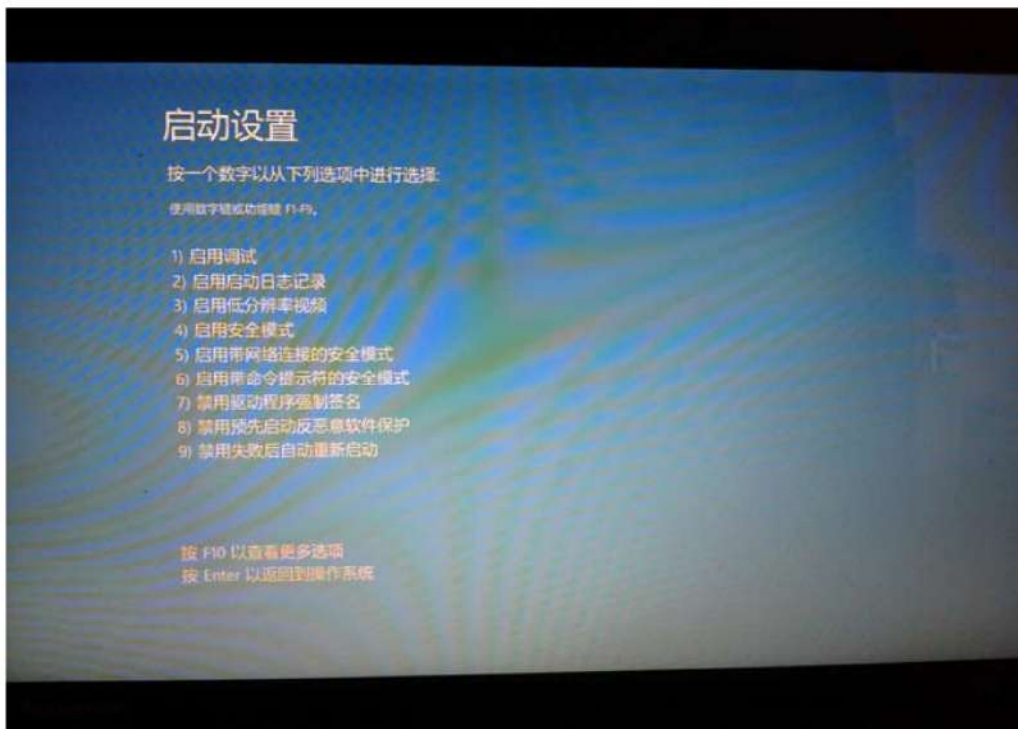 启动设置
按一个数字以从下列选项中进行选择:
使用数字键或功能键 F1-F9。
1) 启用调试
2) 启用启动日志记录
3) 启用低分辨率视频
4) 启用安全模式
5) 启用带网络连接的安全模式
6) 启用带命令提示符的安全模式
7) 禁用驱动程序强制签名
8) 禁用预先启动反恶意软件保护
9) 禁用失败后自动重新启动
按 F10 以查看更多选项
按 Enter 以返回到操作系统